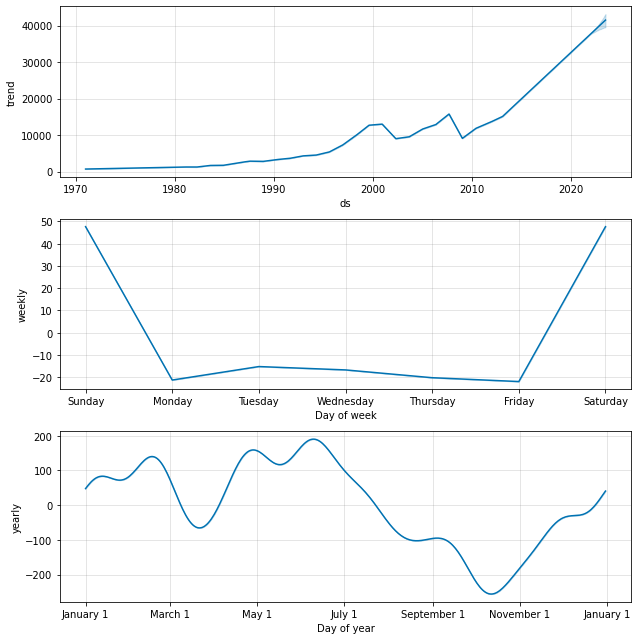 40000
30000
20000
10000
0
trend
1970 1980 1990 2000 2010 2020
ds
50
40
30
20
10
0
−10
−20
weekly
Sunday Monday Tuesday Wednesday Thursday Friday Saturday
Day of week
200
100
0
−100
−200
yearly
January 1 March 1 May 1 July 1 September 1 November 1 January 1
Day of year